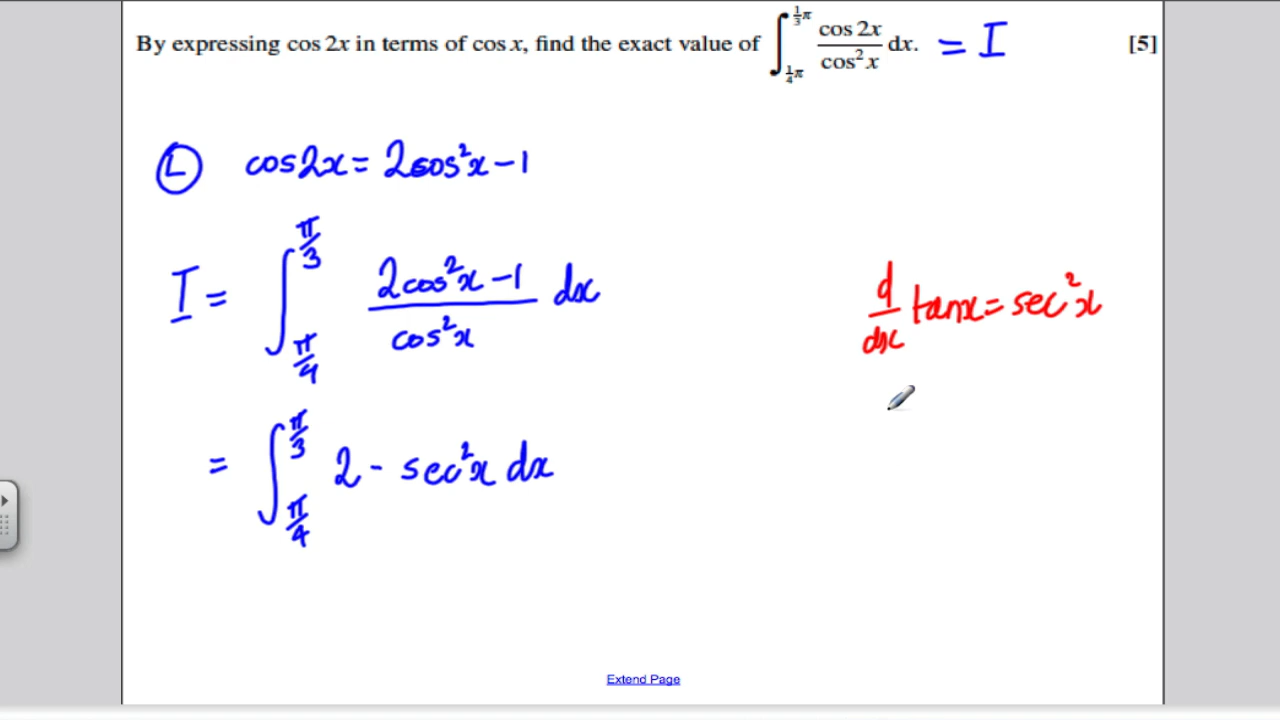 By expressing cos 2x in terms of cos x, find the exact value of ∫_{¼π}^{⅓π} cos 2x / cos² x dx. = I [5]
Ⓛ cos2x = 2cos²x − 1
I = ∫_{π/4}^{π/3} (2cos²x − 1)/cos²x dx
d/dx tanx = sec²x
= ∫_{π/4}^{π/3} 2 - sec²x dx
Extend Page